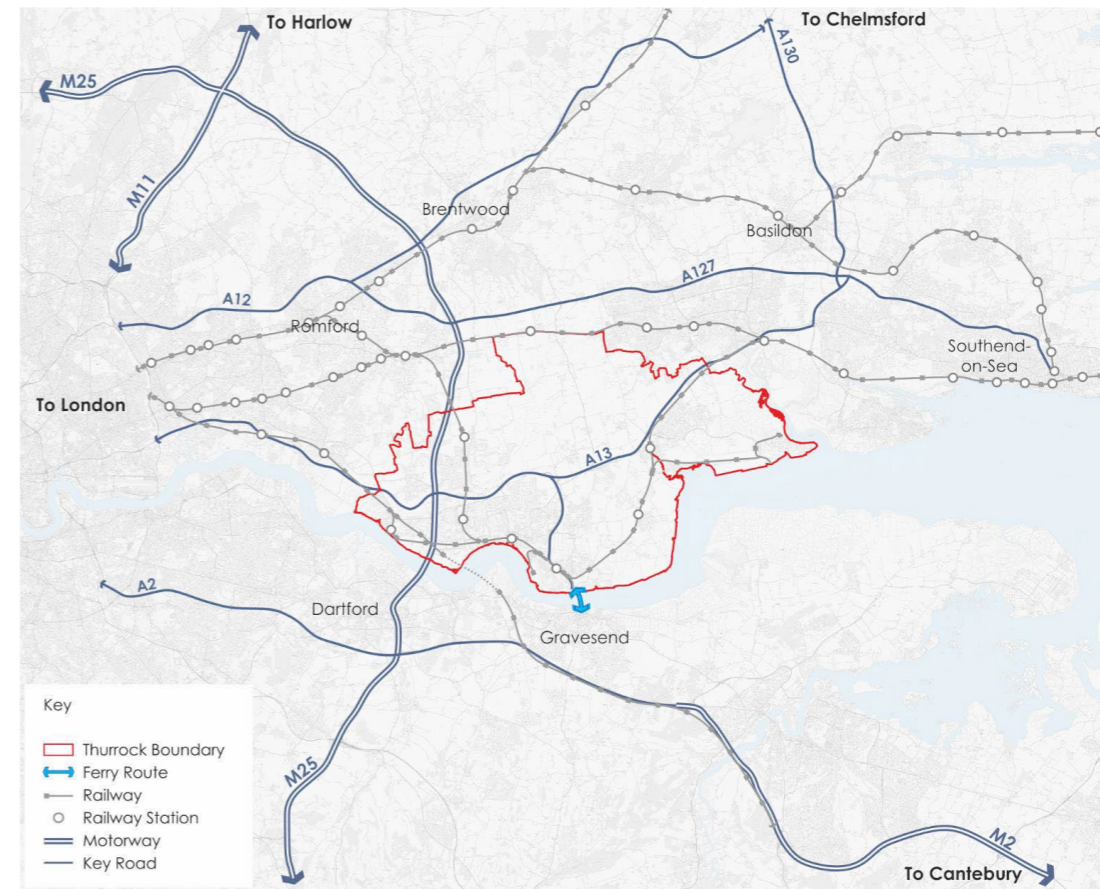 To Harlow
To Chelmsford
M25
A130
M11
Brentwood
Basildon
A127
A12
Romford
Southend-
on-Sea
To London
A13
A2
Dartford
Gravesend
M25
M2
To Cantebury
Key
Thurrock Boundary
Ferry Route
Railway
Railway Station
Motorway
Key Road